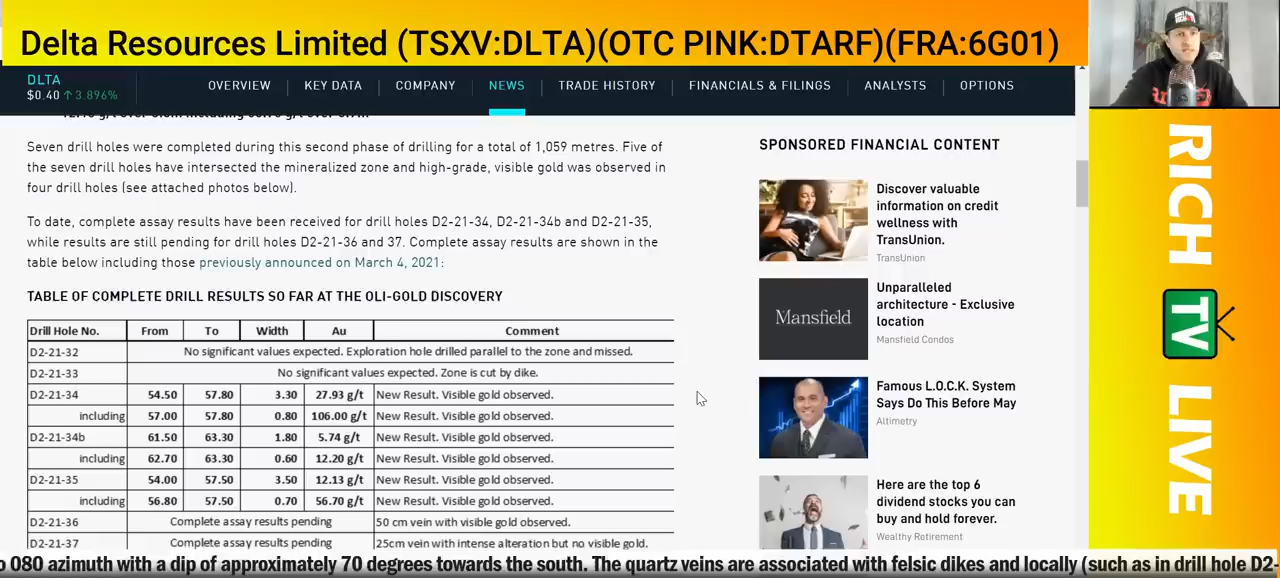 Delta Resources Limited (TSXV:DLTA)(OTC PINK:DTARF)(FRA:6G01)
DLTA
$0.40 ↑ 3.896%
OVERVIEW KEY DATA COMPANY NEWS TRADE HISTORY FINANCIALS & FILINGS ANALYSTS OPTIONS
Seven drill holes were completed during this second phase of drilling for a total of 1,059 metres. Five of
the seven drill holes have intersected the mineralized zone and high-grade, visible gold was observed in
four drill holes (see attached photos below).
To date, complete assay results have been received for drill holes D2-21-34, D2-21-34b and D2-21-35,
while results are still pending for drill holes D2-21-36 and 37. Complete assay results are shown in the
table below including those previously announced on March 4, 2021:
TABLE OF COMPLETE DRILL RESULTS SO FAR AT THE OLI-GOLD DISCOVERY
Drill Hole No. From To Width Au Comment
D2-21-32 No significant values expected. Exploration hole drilled parallel to the zone and missed.
D2-21-33 No significant values expected. Zone is cut by dike.
D2-21-34 54.50 57.80 3.30 27.93 g/t New Result. Visible gold observed.
including 57.00 57.80 0.80 106.00 g/t New Result. Visible gold observed.
D2-21-34b 61.50 63.30 1.80 5.74 g/t New Result. Visible gold observed.
including 62.70 63.30 0.60 12.20 g/t New Result. Visible gold observed.
D2-21-35 54.00 57.50 3.50 12.13 g/t New Result. Visible gold observed.
including 56.80 57.50 0.70 56.70 g/t New Result. Visible gold observed.
D2-21-36 Complete assay results pending 50 cm vein with visible gold observed.
D2-21-37 Complete assay results pending 25cm vein with intense alteration but no visible gold.
SPONSORED FINANCIAL CONTENT
Discover valuable
information on credit
wellness with
TransUnion.
TransUnion
Mansfield
Unparalleled
architecture - Exclusive
location
Mansfield Condos
Famous L.O.C.K. System
Says Do This Before May
Altimetry
Here are the top 6
dividend stocks you can
buy and hold forever.
Wealthy Retirement
RICH
TV
LIVE
o 080 azimuth with a dip of approximately 70 degrees towards the south. The quartz veins are associated with felsic dikes and locally (such as in drill hole D2-